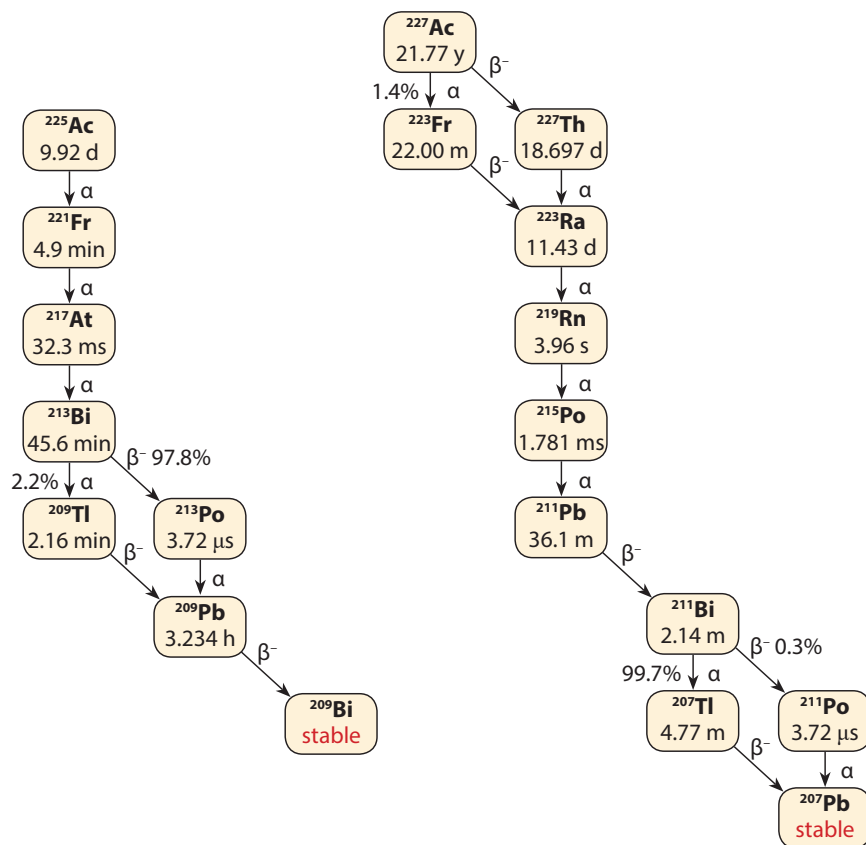 ²²⁵Ac
9.92 d
α
²²¹Fr
4.9 min
α
²¹⁷At
32.3 ms
α
²¹³Bi
45.6 min
β⁻ 97.8%
2.2%
α
²⁰⁹Tl
2.16 min
²¹³Po
3.72 µs
β⁻
α
²⁰⁹Pb
3.234 h
β⁻
²⁰⁹Bi
stable
²²⁷Ac
21.77 y
β⁻
1.4%
α
²²³Fr
22.00 m
²²⁷Th
18.697 d
β⁻
α
²²³Ra
11.43 d
α
²¹⁹Rn
3.96 s
α
²¹⁵Po
1.781 ms
α
²¹¹Pb
36.1 m
β⁻
²¹¹Bi
2.14 m
β⁻ 0.3%
99.7%
α
²⁰⁷Tl
4.77 m
²¹¹Po
3.72 µs
β⁻
α
²⁰⁷Pb
stable